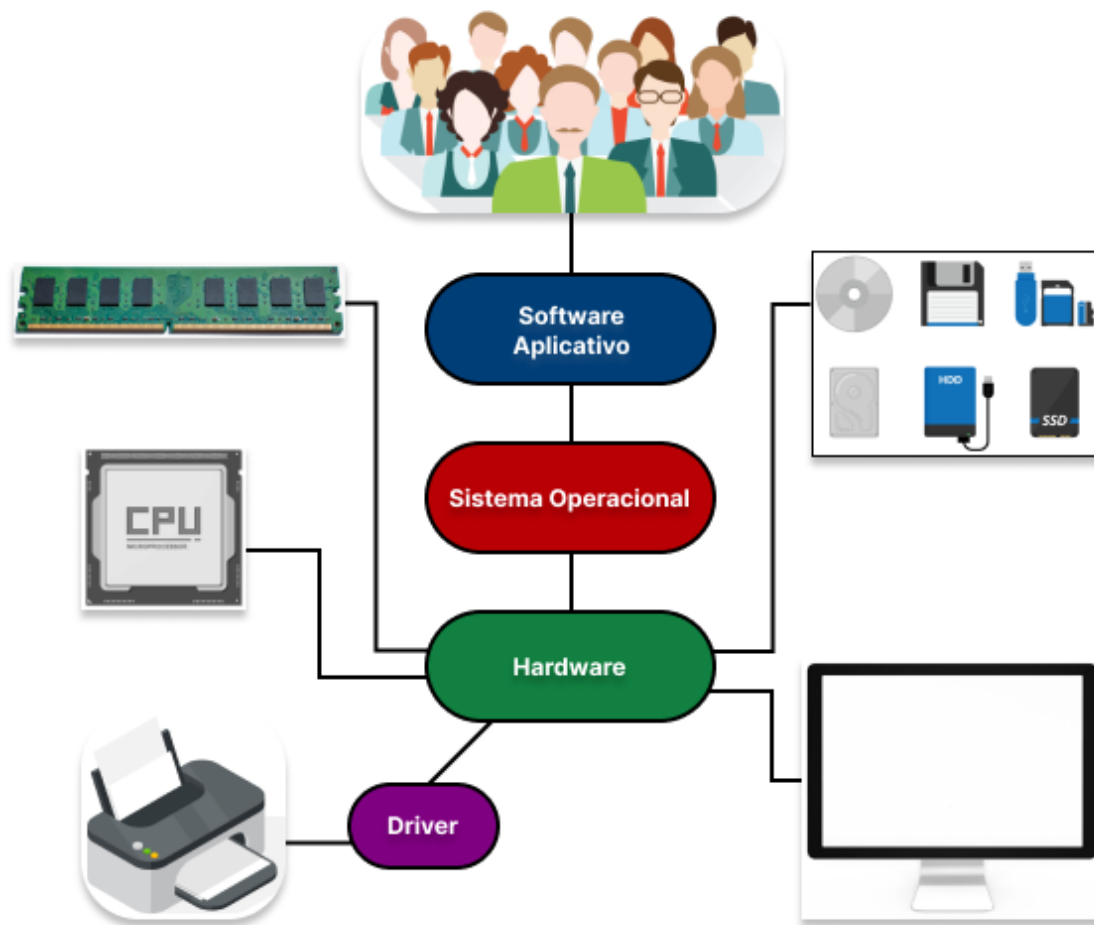 Software
Aplicativo
HDD
SSD
Sistema Operacional
CPU
Hardware
Driver